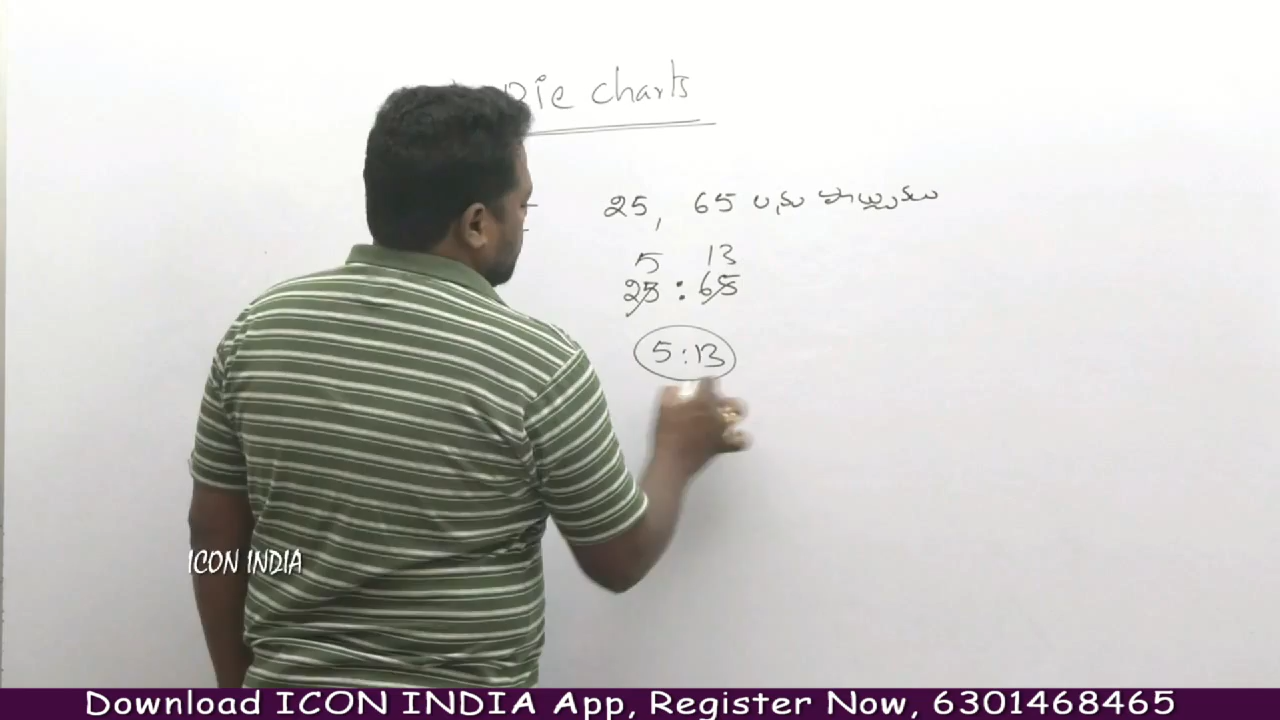 Pie charts
25, 65 ల,ను పోల్చుము
5 13
25 : 65
5:13
ICON INDIA
Download ICON INDIA App, Register Now, 6301468465